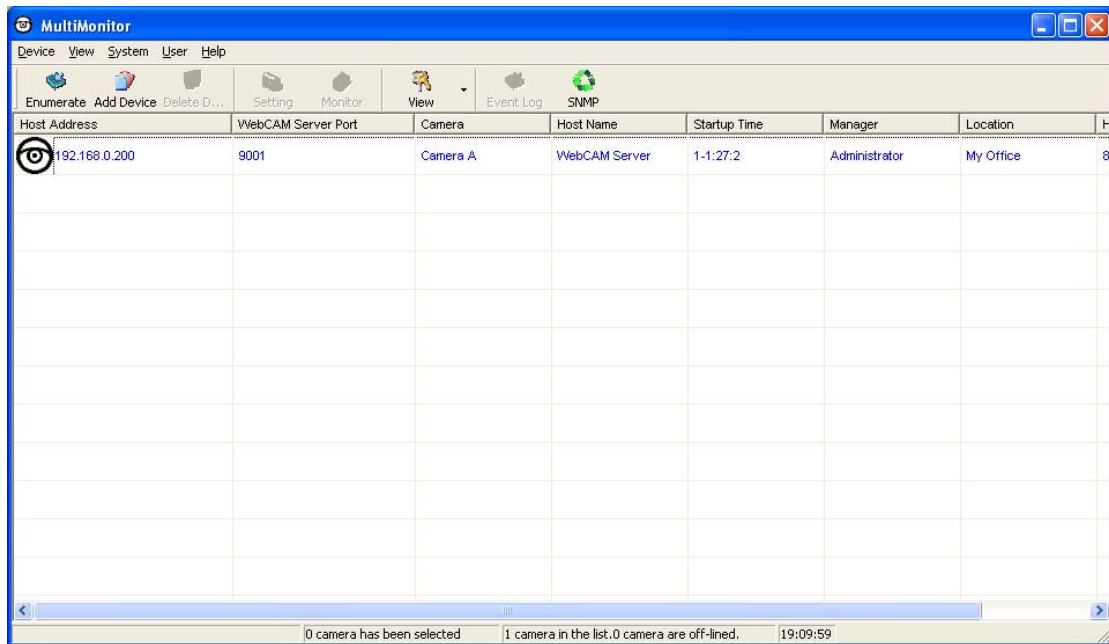 MultiMonitor
Device View System User Help
Enumerate Add Device Delete D... Setting Monitor View Event Log SNMP
Host Address WebCAM Server Port Camera Host Name Startup Time Manager Location H
192.168.0.200 9001 Camera A WebCAM Server 1-1:27:2 Administrator My Office 8
0 camera has been selected 1 camera in the list.0 camera are off-lined. 19:09:59